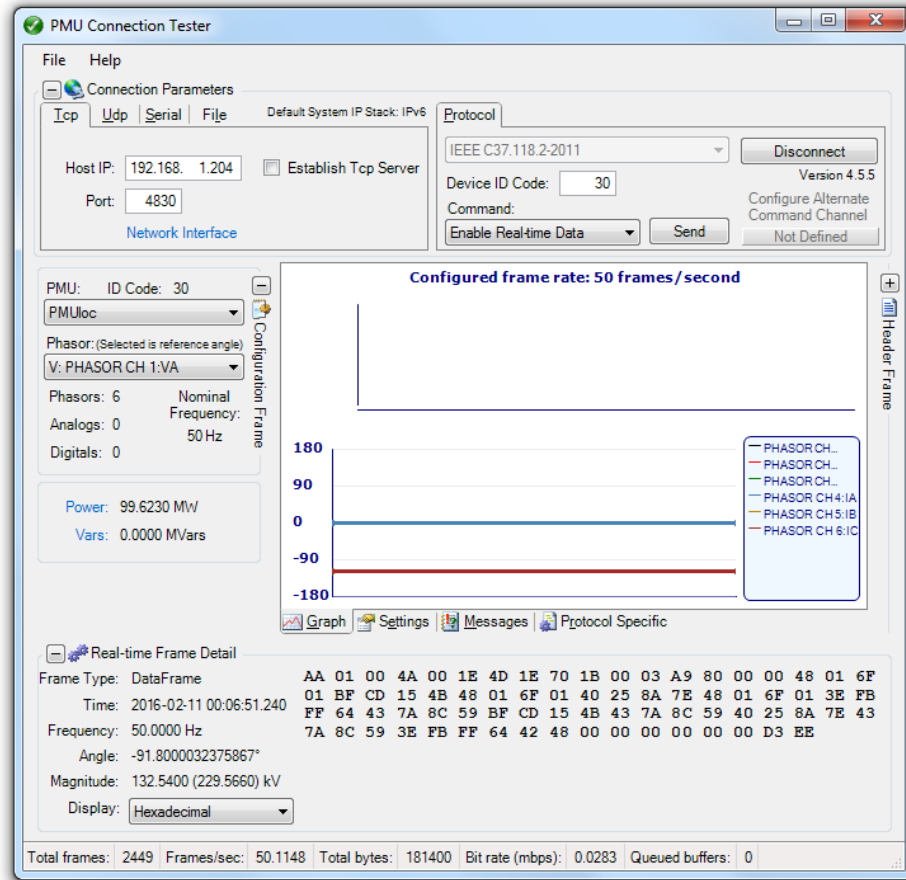 PMU Connection Tester
File Help
Connection Parameters
Tcp Udp Serial File Default System IP Stack: IPv6
Host IP: 192.168. 1.204 Establish Tcp Server
Port: 4830
Network Interface
Protocol
IEEE C37.118.2-2011 Disconnect
Version 4.5.5
Device ID Code: 30
Configure Alternate
Command Channel
Command:
Enable Real-time Data Send Not Defined
PMU: ID Code: 30
PMUloc
Phasor: (Selected is reference angle)
V: PHASOR CH 1:VA
Phasors: 6 Nominal
Frequency:
50 Hz
Analogs: 0
Digitals: 0
Configuration Frame
Power: 99.6230 MW
Vars: 0.0000 MVars
Configured frame rate: 50 frames/second
180
90
0
-90
-180
PHASOR CH...
PHASOR CH...
PHASOR CH...
PHASOR CH 4:IA
PHASOR CH 5:IB
PHASOR CH 6:IC
Header Frame
Graph Settings Messages Protocol Specific
Real-time Frame Detail
Frame Type: DataFrame
Time: 2016-02-11 00:06:51.240
Frequency: 50.0000 Hz
Angle: -91.8000032375867°
Magnitude: 132.5400 (229.5660) kV
Display: Hexadecimal
AA 01 00 4A 00 1E 4D 1E 70 1B 00 03 A9 80 00 00 48 01 6F
01 BF CD 15 4B 48 01 6F 01 40 25 8A 7E 48 01 6F 01 3E FB
FF 64 43 7A 8C 59 BF CD 15 4B 43 7A 8C 59 40 25 8A 7E 43
7A 8C 59 3E FB FF 64 42 48 00 00 00 00 00 00 D3 EE
Total frames: 2449 Frames/sec: 50.1148 Total bytes: 181400 Bit rate (mbps): 0.0283 Queued buffers: 0